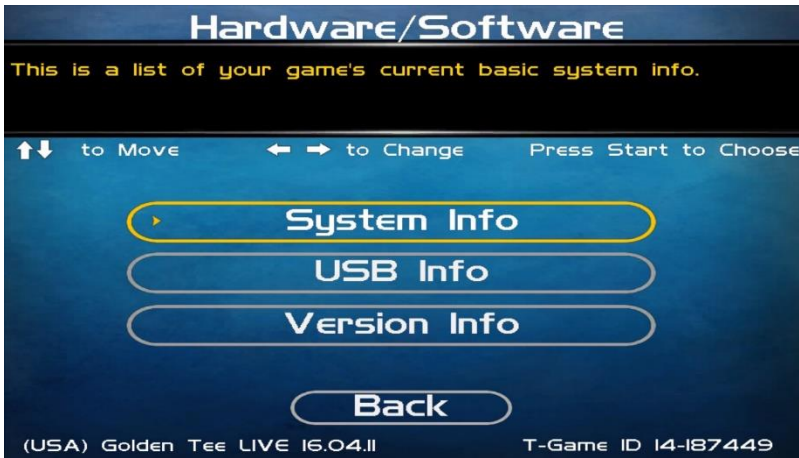 Hardware/Software
This is a list of your game's current basic system info.
to Move to Change Press Start to Choose
System Info
USB Info
Version Info
Back
(USA) Golden Tee LIVE 16.04.11 T-Game ID 14-187449